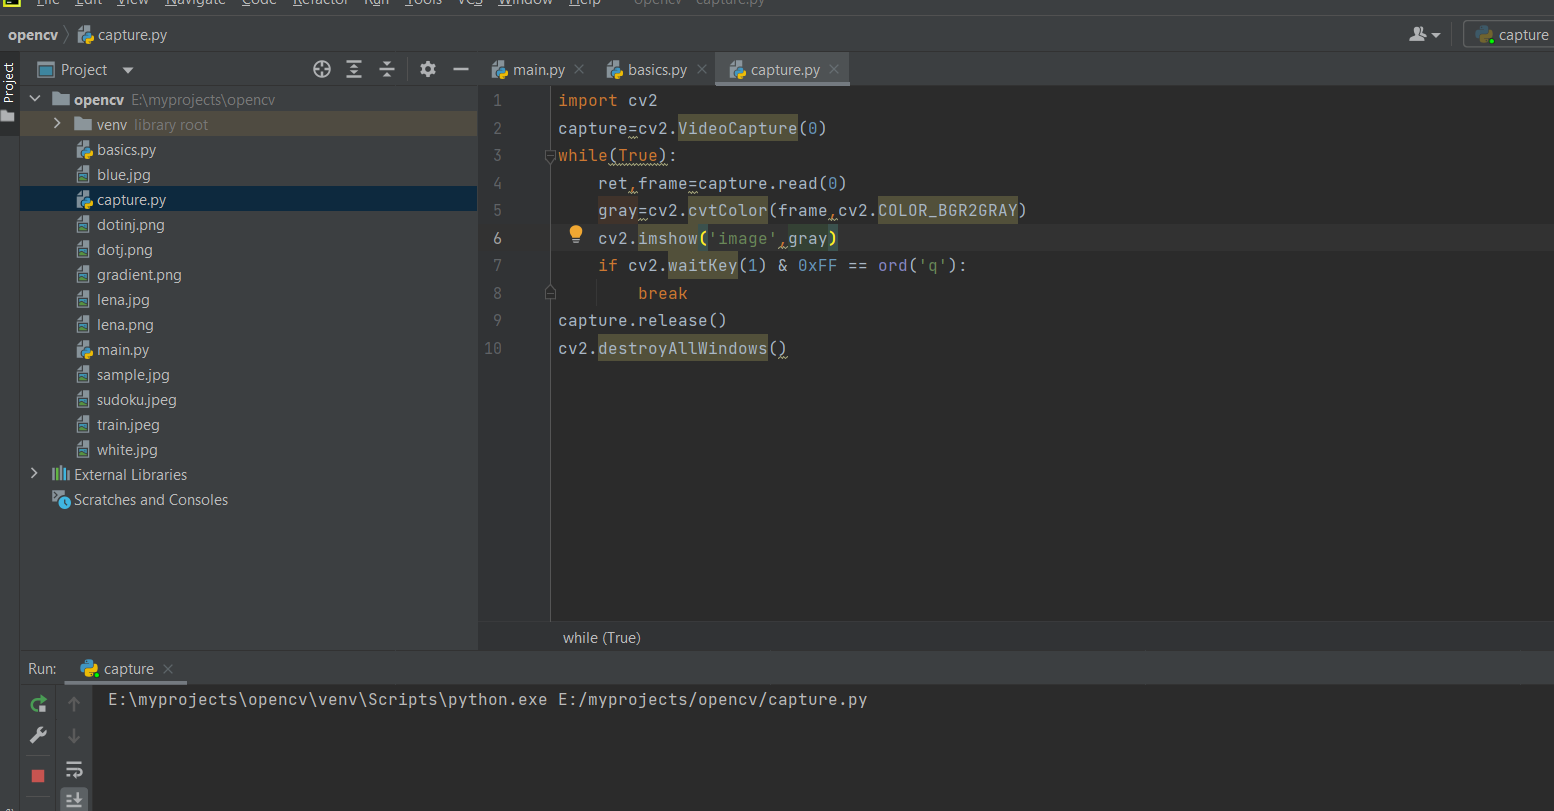 File Edit View Navigate Code Refactor Run Tools VCS Window Help opencv - capture.py
opencv capture.py capture
Project
Project
main.py basics.py capture.py
opencv E:\myprojects\opencv
venv library root
basics.py
blue.jpg
capture.py
dotinj.png
dotj.png
gradient.png
lena.jpg
lena.png
main.py
sample.jpg
sudoku.jpeg
train.jpeg
white.jpg
External Libraries
Scratches and Consoles
1 import cv2
2 capture=cv2.VideoCapture(0)
3 while(True):
4 ret,frame=capture.read(0)
5 gray=cv2.cvtColor(frame,cv2.COLOR_BGR2GRAY)
6 cv2.imshow('image',gray)
7 if cv2.waitKey(1) & 0xFF == ord('q'):
8 break
9 capture.release()
10 cv2.destroyAllWindows()
while (True)
Run: capture
E:\myprojects\opencv\venv\Scripts\python.exe E:/myprojects/opencv/capture.py